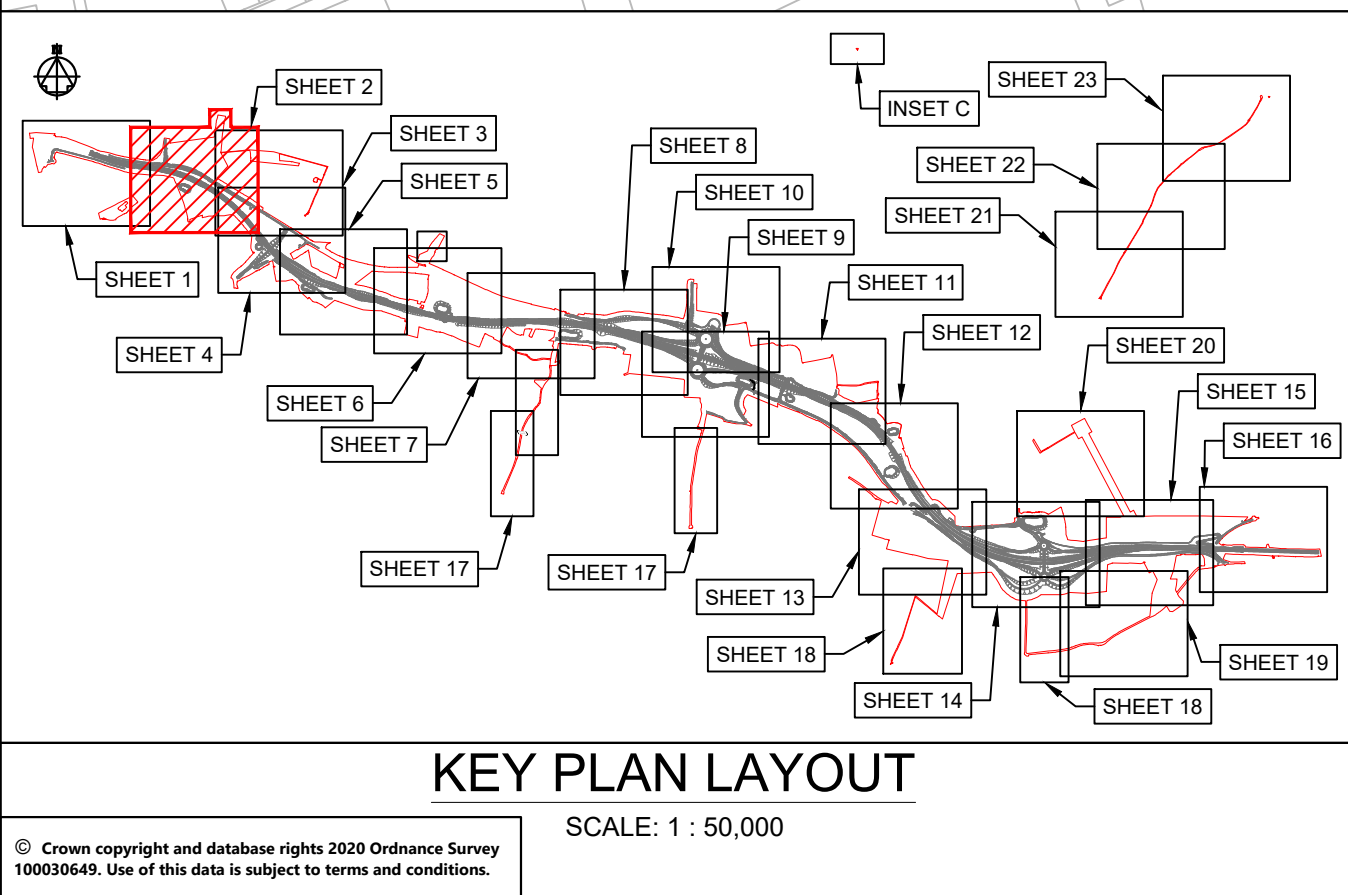 N
SHEET 2
SHEET 3
SHEET 5
SHEET 1
SHEET 4
SHEET 6
SHEET 7
SHEET 8
SHEET 10
SHEET 9
INSET C
SHEET 23
SHEET 22
SHEET 21
SHEET 11
SHEET 12
SHEET 20
SHEET 15
SHEET 16
SHEET 17
SHEET 17
SHEET 13
SHEET 18
SHEET 14
SHEET 19
SHEET 18
KEY PLAN LAYOUT
SCALE: 1 : 50,000
© Crown copyright and database rights 2020 Ordnance Survey
100030649. Use of this data is subject to terms and conditions.